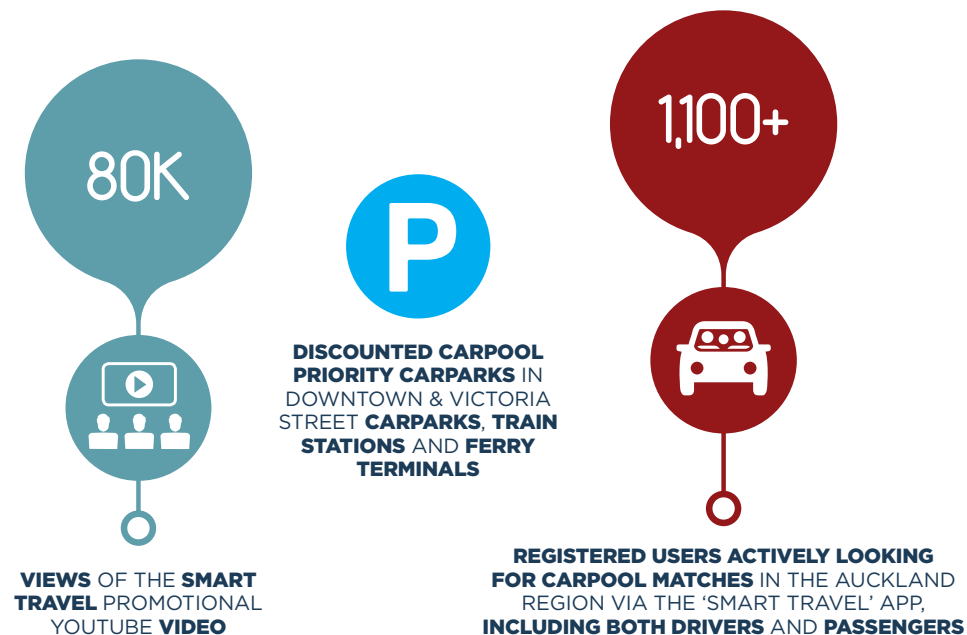 80K
VIEWS OF THE SMART
TRAVEL PROMOTIONAL
YOUTUBE VIDEO
P
DISCOUNTED CARPOOL
PRIORITY CARPARKS IN
DOWNTOWN & VICTORIA
STREET CARPARKS, TRAIN
STATIONS AND FERRY
TERMINALS
1,100+
REGISTERED USERS ACTIVELY LOOKING
FOR CARPOOL MATCHES IN THE AUCKLAND
REGION VIA THE ‘SMART TRAVEL’ APP,
INCLUDING BOTH DRIVERS AND PASSENGERS